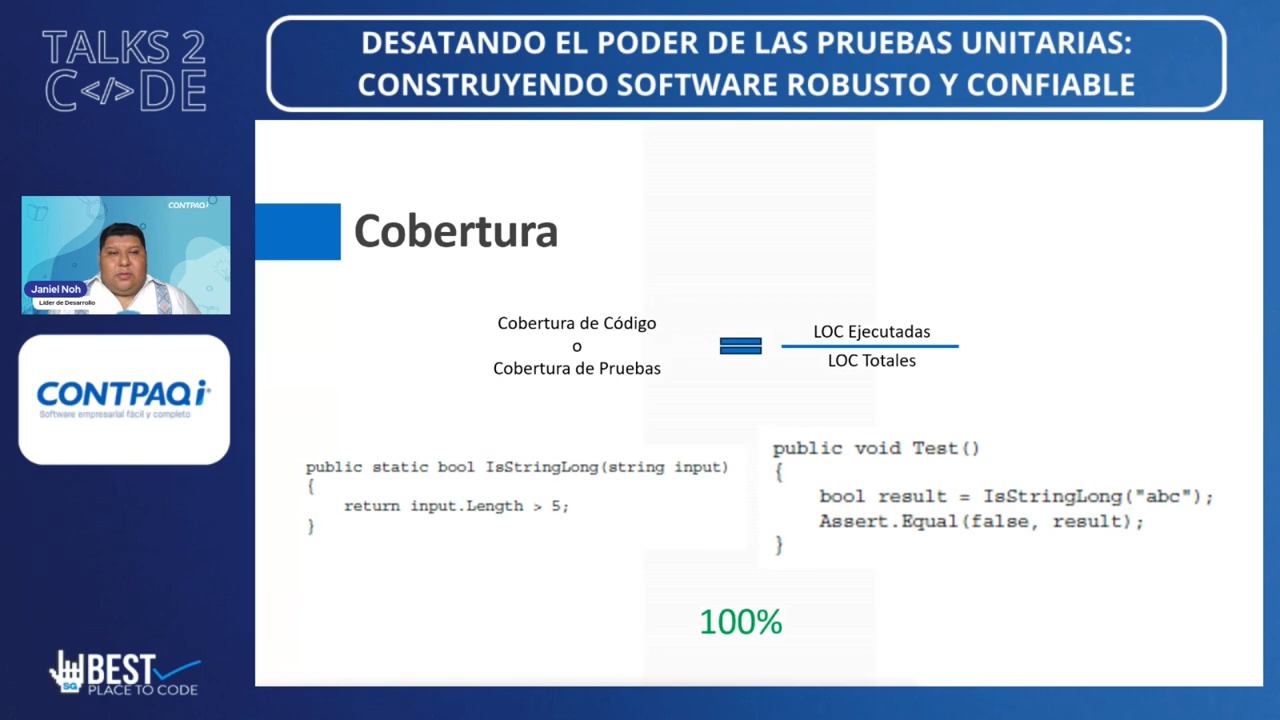 TALKS 2
C</>DE
DESATANDO EL PODER DE LAS PRUEBAS UNITARIAS:
CONSTRUYENDO SOFTWARE ROBUSTO Y CONFIABLE
CONTPAQi
Janiel Noh
Líder de Desarrollo
CONTPAQi®
Software empresarial fácil y completo
SG
BEST
PLACE TO CODE
Cobertura
Cobertura de Código
o
Cobertura de Pruebas
LOC Ejecutadas
LOC Totales
public static bool IsStringLong(string input)
{
return input.Length > 5;
}
public void Test()
{
bool result = IsStringLong("abc");
Assert.Equal(false, result);
}
100%